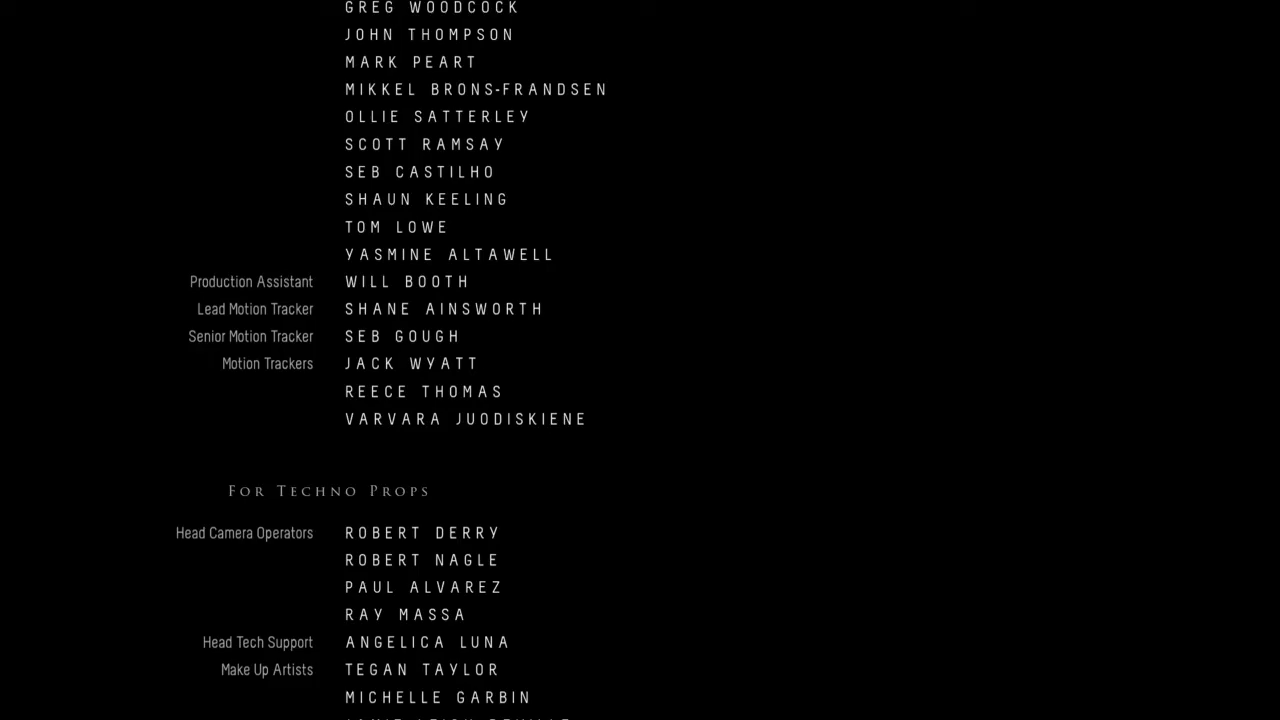 GREG WOODCOCK
JOHN THOMPSON
MARK PEART
MIKKEL BRONS-FRANDSEN
OLLIE SATTERLEY
SCOTT RAMSAY
SEB CASTILHO
SHAUN KEELING
TOM LOWE
YASMINE ALTAWELL
Production Assistant WILL BOOTH
Lead Motion Tracker SHANE AINSWORTH
Senior Motion Tracker SEB GOUGH
Motion Trackers JACK WYATT
REECE THOMAS
VARVARA JUODISKIENE
FOR TECHNO PROPS
Head Camera Operators ROBERT DERRY
ROBERT NAGLE
PAUL ALVAREZ
RAY MASSA
Head Tech Support ANGELICA LUNA
Make Up Artists TEGAN TAYLOR
MICHELLE GARBIN